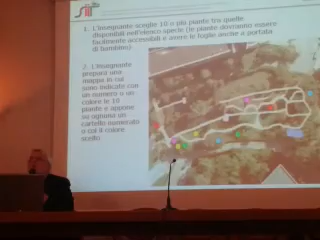 1. L'insegnante sceglie 10 o più piante tra quelle
disponibili nell'elenco specie (le piante dovranno essere
facilmente accessibili e avere le foglie anche a portata
di bambino)
2. L'insegnante
prepara una
mappa in cui
sono indicate con
un numero o un
colore le 10
piante e appone
su ognuna un
cartello numerato
o col il colore
scelto